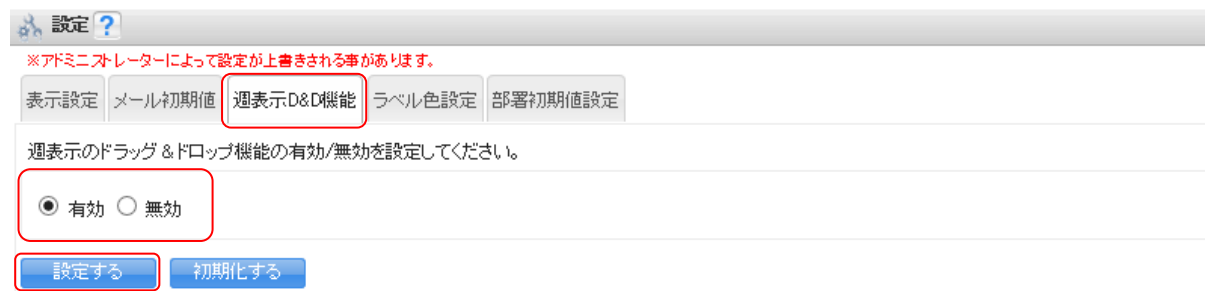 設定 ?
※アドミニストレーターによって設定が上書きされる事があります。
表示設定 メール初期値 週表示D&D機能 ラベル色設定 部署初期値設定
週表示のドラッグ&ドロップ機能の有効/無効を設定してください。
有効 無効
設定する 初期化する